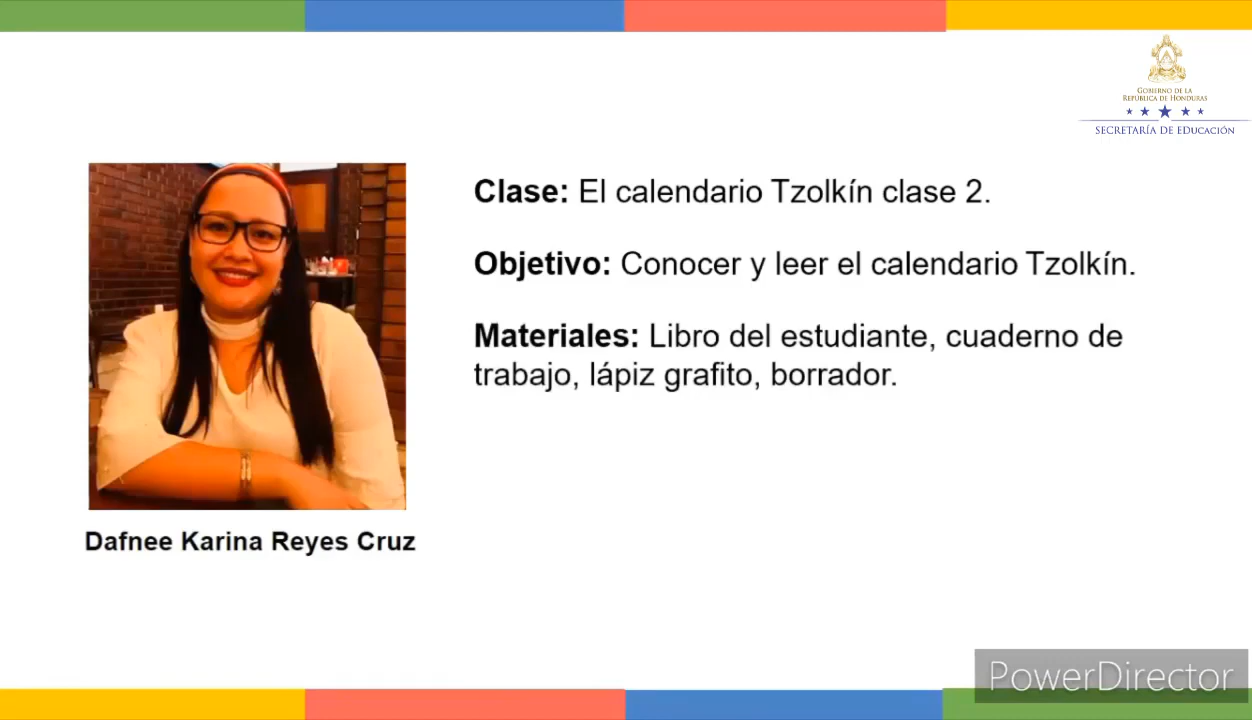 GOBIERNO DE LA
REPÚBLICA DE HONDURAS
SECRETARÍA DE EDUCACIÓN
Clase: El calendario Tzolkín clase 2.
Objetivo: Conocer y leer el calendario Tzolkín.
Materiales: Libro del estudiante, cuaderno de
trabajo, lápiz grafito, borrador.
Dafnee Karina Reyes Cruz
PowerDirector